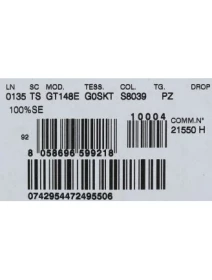 LN SC MOD. TESS. COL. TG. DROP
0135 TS GT148E G0SKT S8039 PZ
100%SE
10004
COMM.N°
21550 H
92
8 058696 599218
0742954472495506